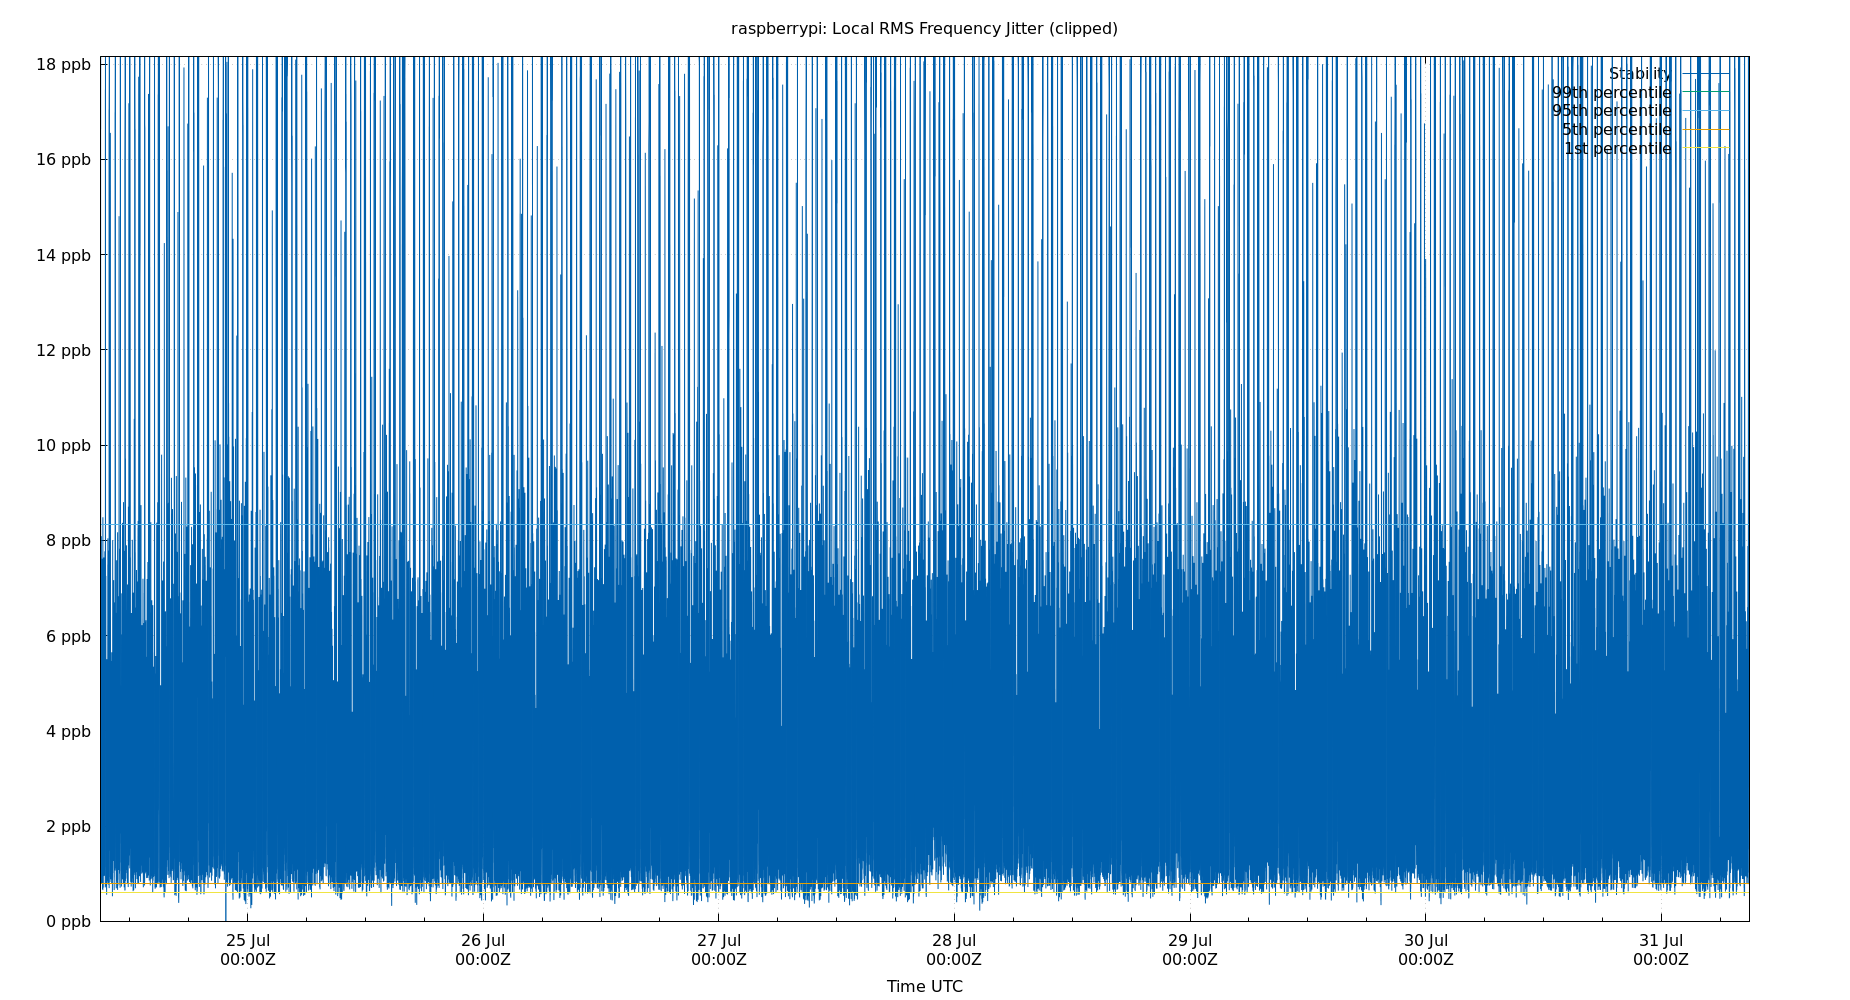 raspberrypi: Local RMS Frequency Jitter (clipped)
18 ppb
16 ppb
14 ppb
12 ppb
10 ppb
8 ppb
6 ppb
4 ppb
2 ppb
0 ppb
Stability
99th percentile
95th percentile
5th percentile
1st percentile
25 Jul 26 Jul 27 Jul 28 Jul 29 Jul 30 Jul 31 Jul
00:00Z 00:00Z 00:00Z 00:00Z 00:00Z 00:00Z 00:00Z
Time UTC